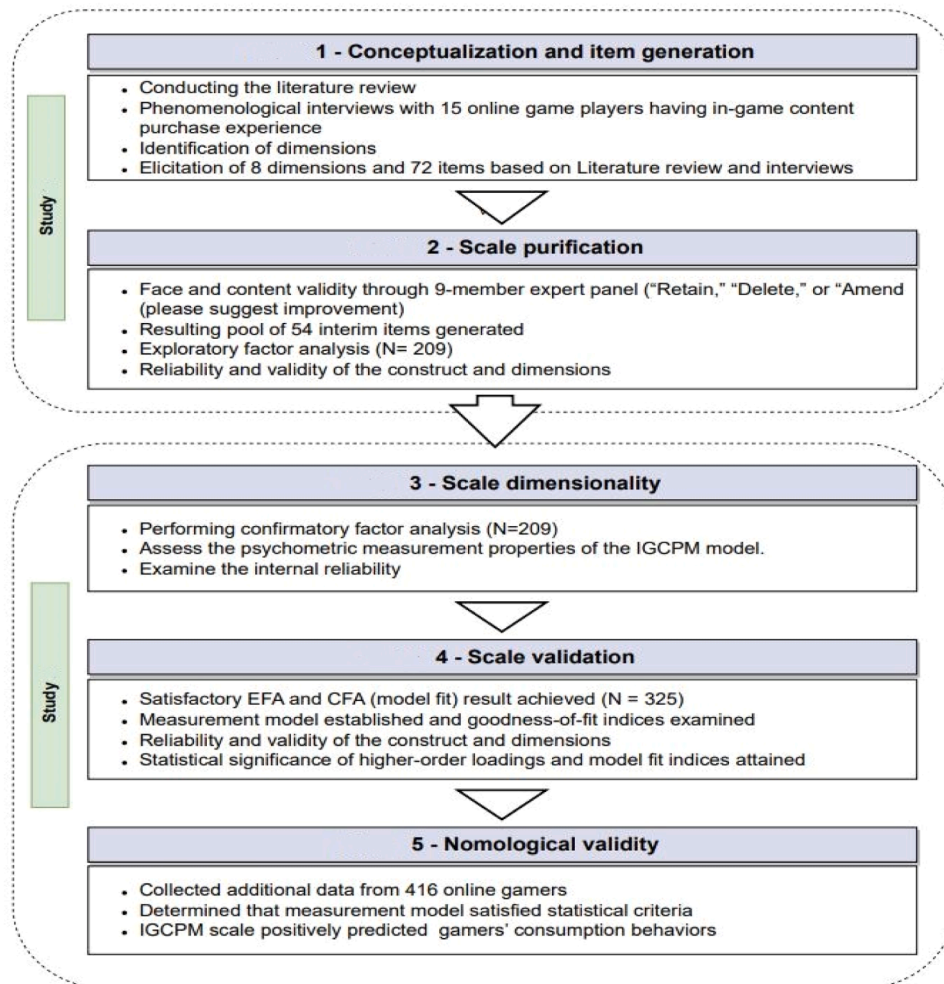 1 - Conceptualization and item generation
• Conducting the literature review
• Phenomenological interviews with 15 online game players having in-game content
purchase experience
• Identification of dimensions
• Elicitation of 8 dimensions and 72 items based on Literature review and interviews
Study
2 - Scale purification
• Face and content validity through 9-member expert panel (“Retain,” “Delete,” or “Amend
(please suggest improvement)
• Resulting pool of 54 interim items generated
• Exploratory factor analysis (N= 209)
• Reliability and validity of the construct and dimensions
3 - Scale dimensionality
• Performing confirmatory factor analysis (N=209)
• Assess the psychometric measurement properties of the IGCPM model.
• Examine the internal reliability
Study
4 - Scale validation
• Satisfactory EFA and CFA (model fit) result achieved (N = 325)
• Measurement model established and goodness-of-fit indices examined
• Reliability and validity of the construct and dimensions
• Statistical significance of higher-order loadings and model fit indices attained
5 - Nomological validity
• Collected additional data from 416 online gamers
• Determined that measurement model satisfied statistical criteria
• IGCPM scale positively predicted gamers’ consumption behaviors